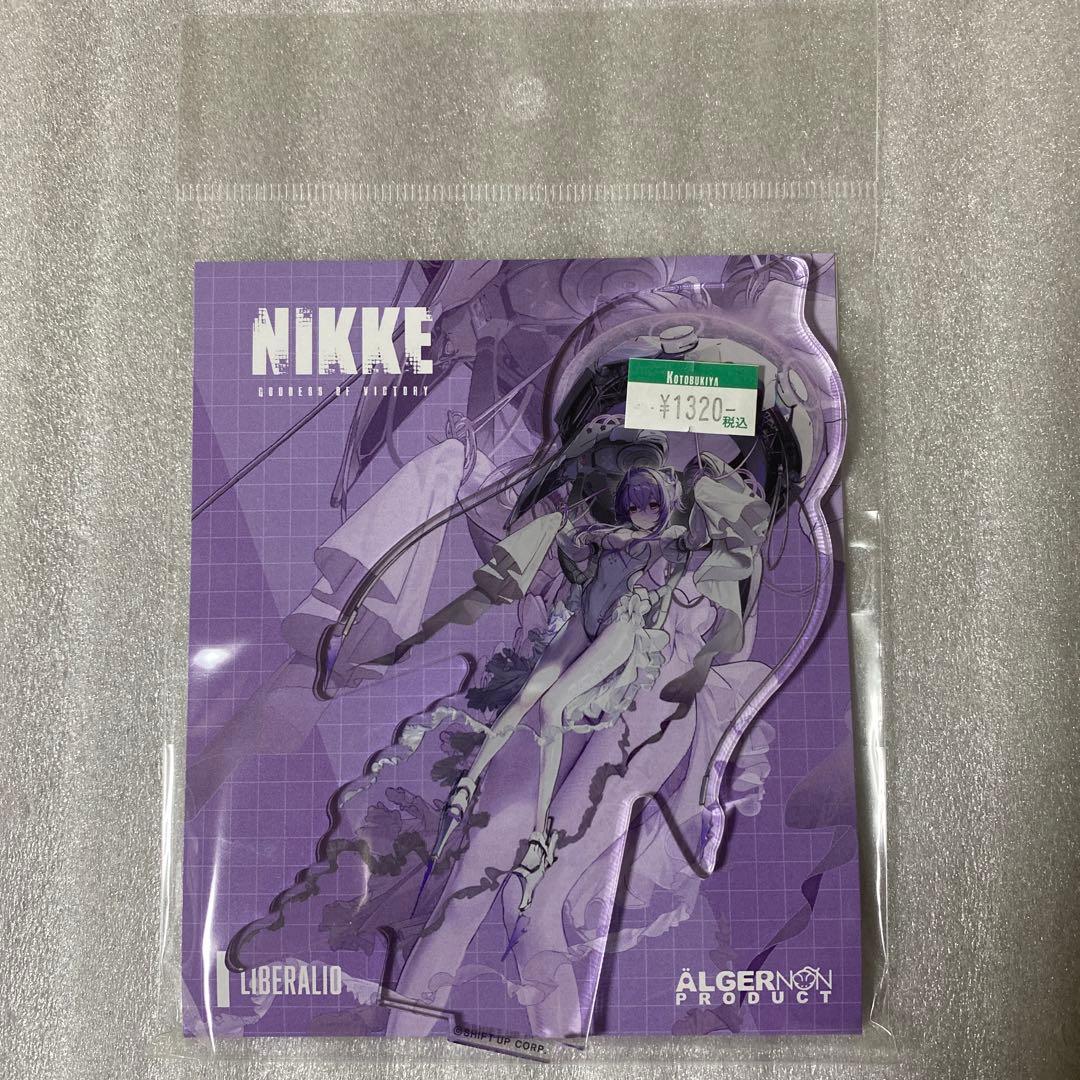 NIKKE
GODDESS OF VICTORY
KOTOBUKIYA
¥1320-
税込
LIBERALIO
ÄLGERNON
PRODUCT
©SHIFT UP CORP.